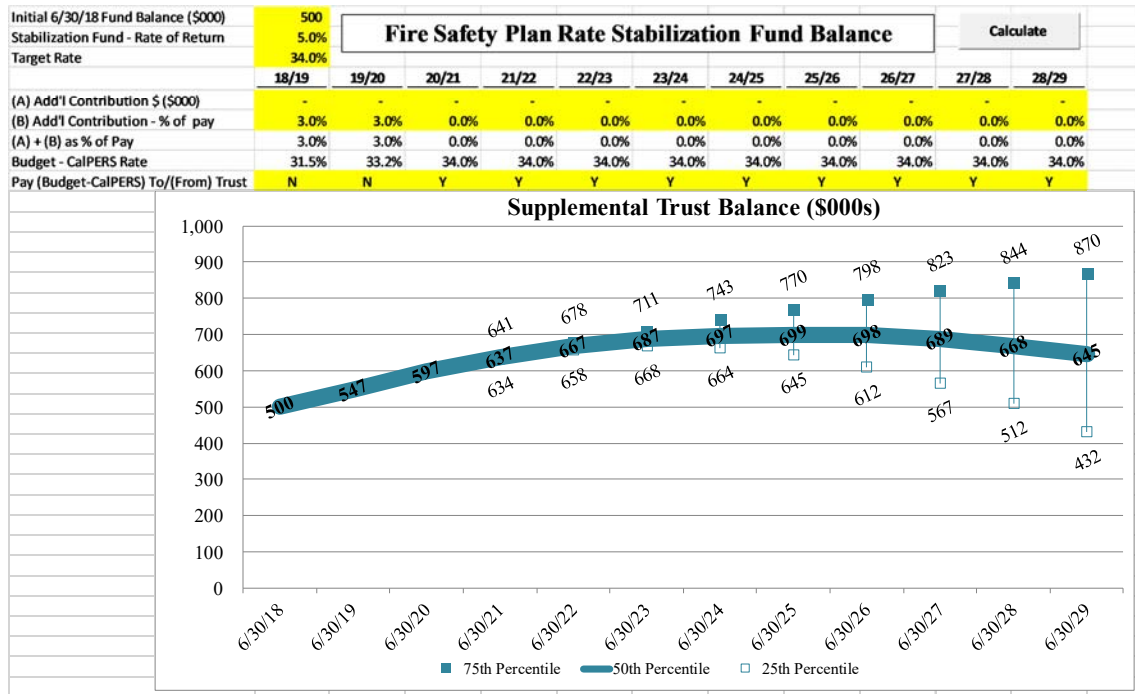 Initial 6/30/18 Fund Balance ($000) 500
Stabilization Fund - Rate of Return 5.0%
Target Rate 34.0%
Fire Safety Plan Rate Stabilization Fund Balance
Calculate
18/19 19/20 20/21 21/22 22/23 23/24 24/25 25/26 26/27 27/28 28/29
(A) Add'l Contribution $ ($000) - - - - - - - - - - -
(B) Add'l Contribution - % of pay 3.0% 3.0% 0.0% 0.0% 0.0% 0.0% 0.0% 0.0% 0.0% 0.0% 0.0%
(A) + (B) as % of Pay 3.0% 3.0% 0.0% 0.0% 0.0% 0.0% 0.0% 0.0% 0.0% 0.0% 0.0%
Budget - CalPERS Rate 31.5% 33.2% 34.0% 34.0% 34.0% 34.0% 34.0% 34.0% 34.0% 34.0% 34.0%
Pay (Budget-CalPERS) To/(From) Trust N N Y Y Y Y Y Y Y Y Y
Supplemental Trust Balance ($000s)
1,000
900
800
700
600
500
400
300
200
100
0
641 678 711 743 770 798 823 844 870
500 547 597 637 667 687 697 699 698 689 668 645
634 658 668 664 645 612 567 512 432
6/30/18 6/30/19 6/30/20 6/30/21 6/30/22 6/30/23 6/30/24 6/30/25 6/30/26 6/30/27 6/30/28 6/30/29
75th Percentile 50th Percentile 25th Percentile